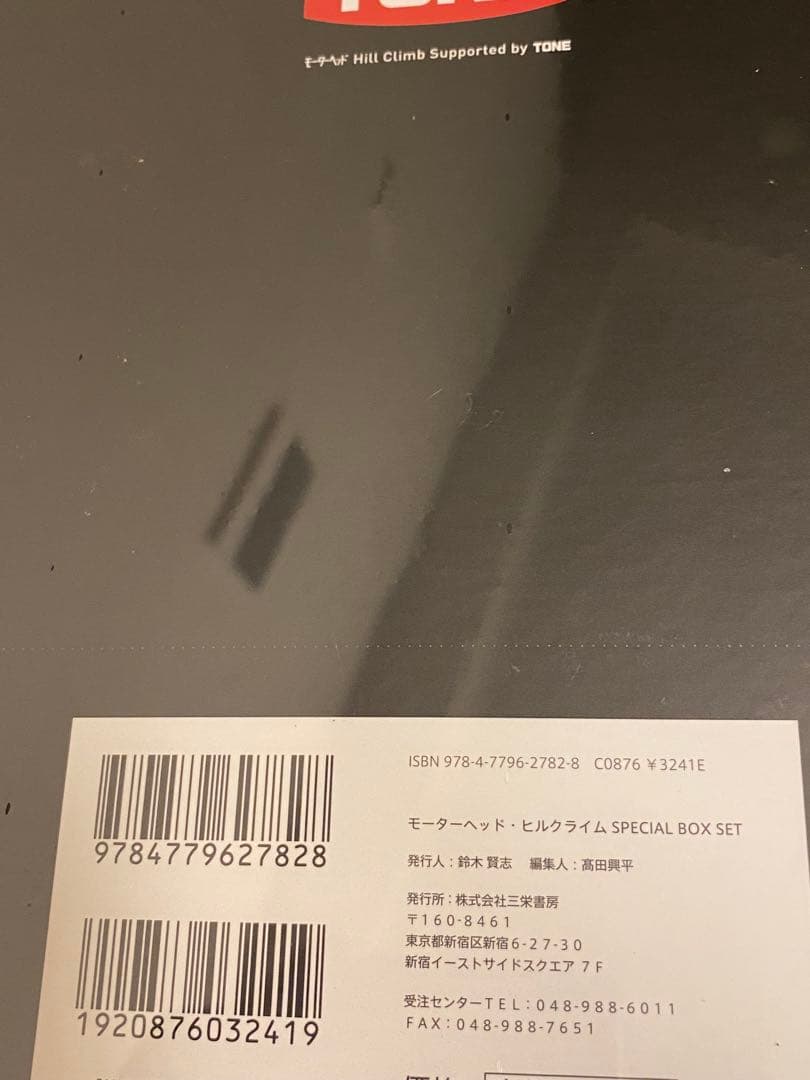 モーターヘッド Hill Climb Supported by TONE
ISBN 978-4-7796-2782-8 C0876 ¥3241E
9784779627828
モーターヘッド・ヒルクライム SPECIAL BOX SET
発行人：鈴木 賢志 編集人：髙田興平
発行所：株式会社三栄書房
〒160-8461
東京都新宿区新宿6-27-30
新宿イーストサイドスクエア 7F
受注センターTEL：048-988-6011
FAX：048-988-7651
1920876032419